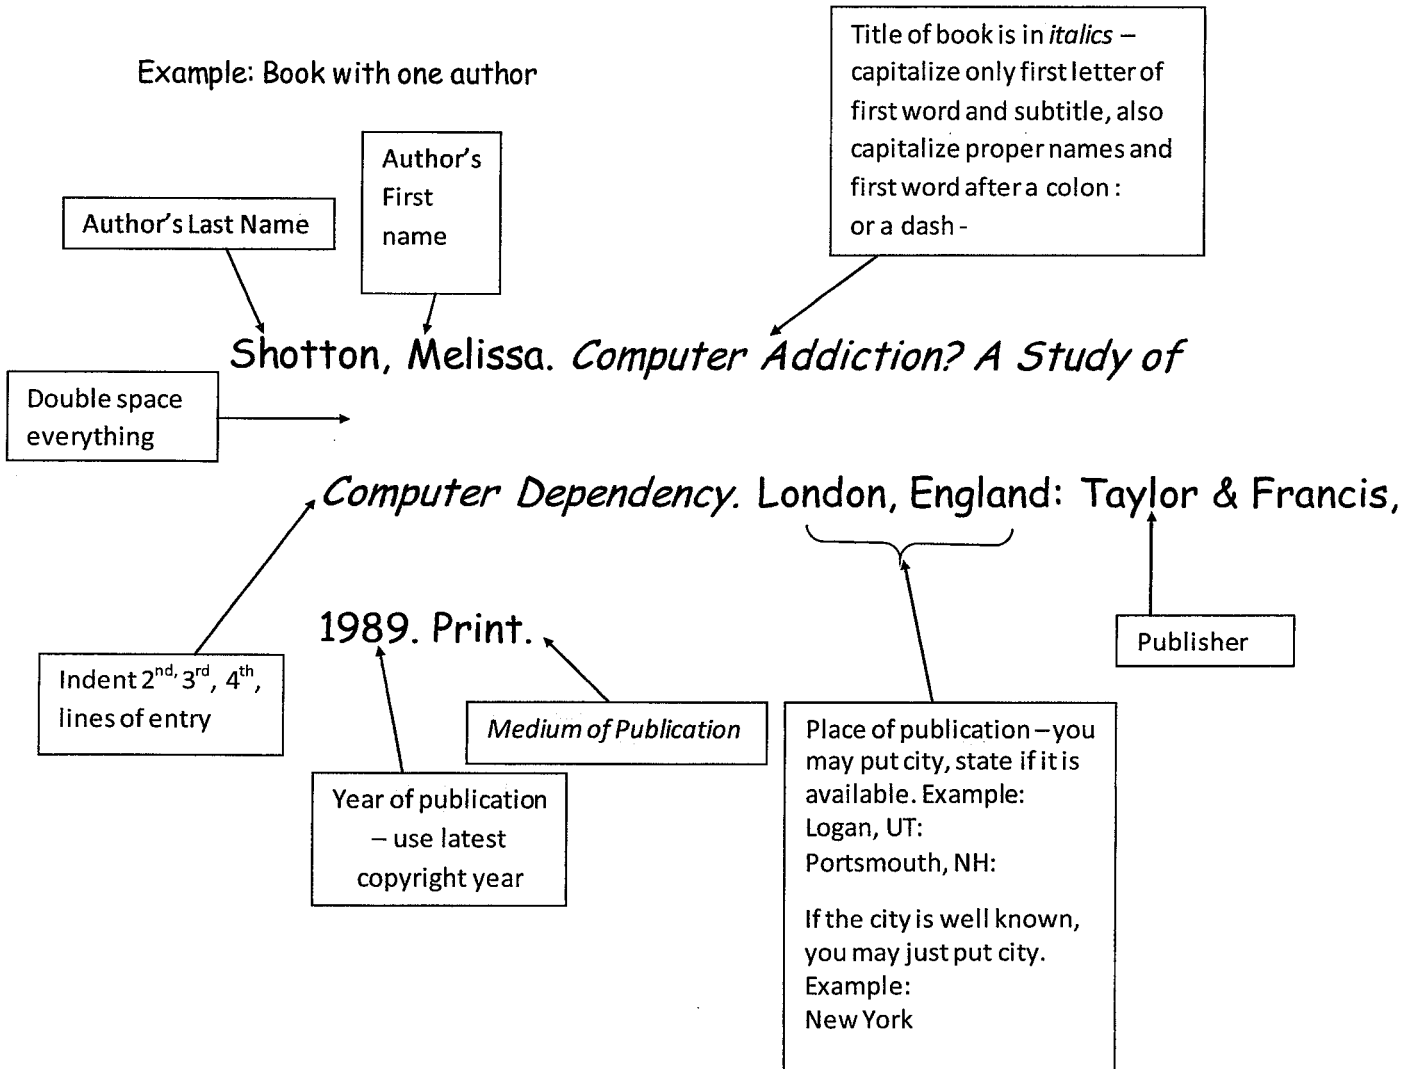 Example: Book with one author
Title of book is in italics –
capitalize only first letter of
first word and subtitle, also
capitalize proper names and
first word after a colon :
or a dash -
Author's Last Name
Author's
First
name
Shotton, Melissa. Computer Addiction? A Study of
Double space
everything
Computer Dependency. London, England: Taylor & Francis,
1989. Print.
Publisher
Indent 2nd, 3rd, 4th,
lines of entry
Medium of Publication
Year of publication
– use latest
copyright year
Place of publication – you
may put city, state if it is
available. Example:
Logan, UT:
Portsmouth, NH:
If the city is well known,
you may just put city.
Example:
New York